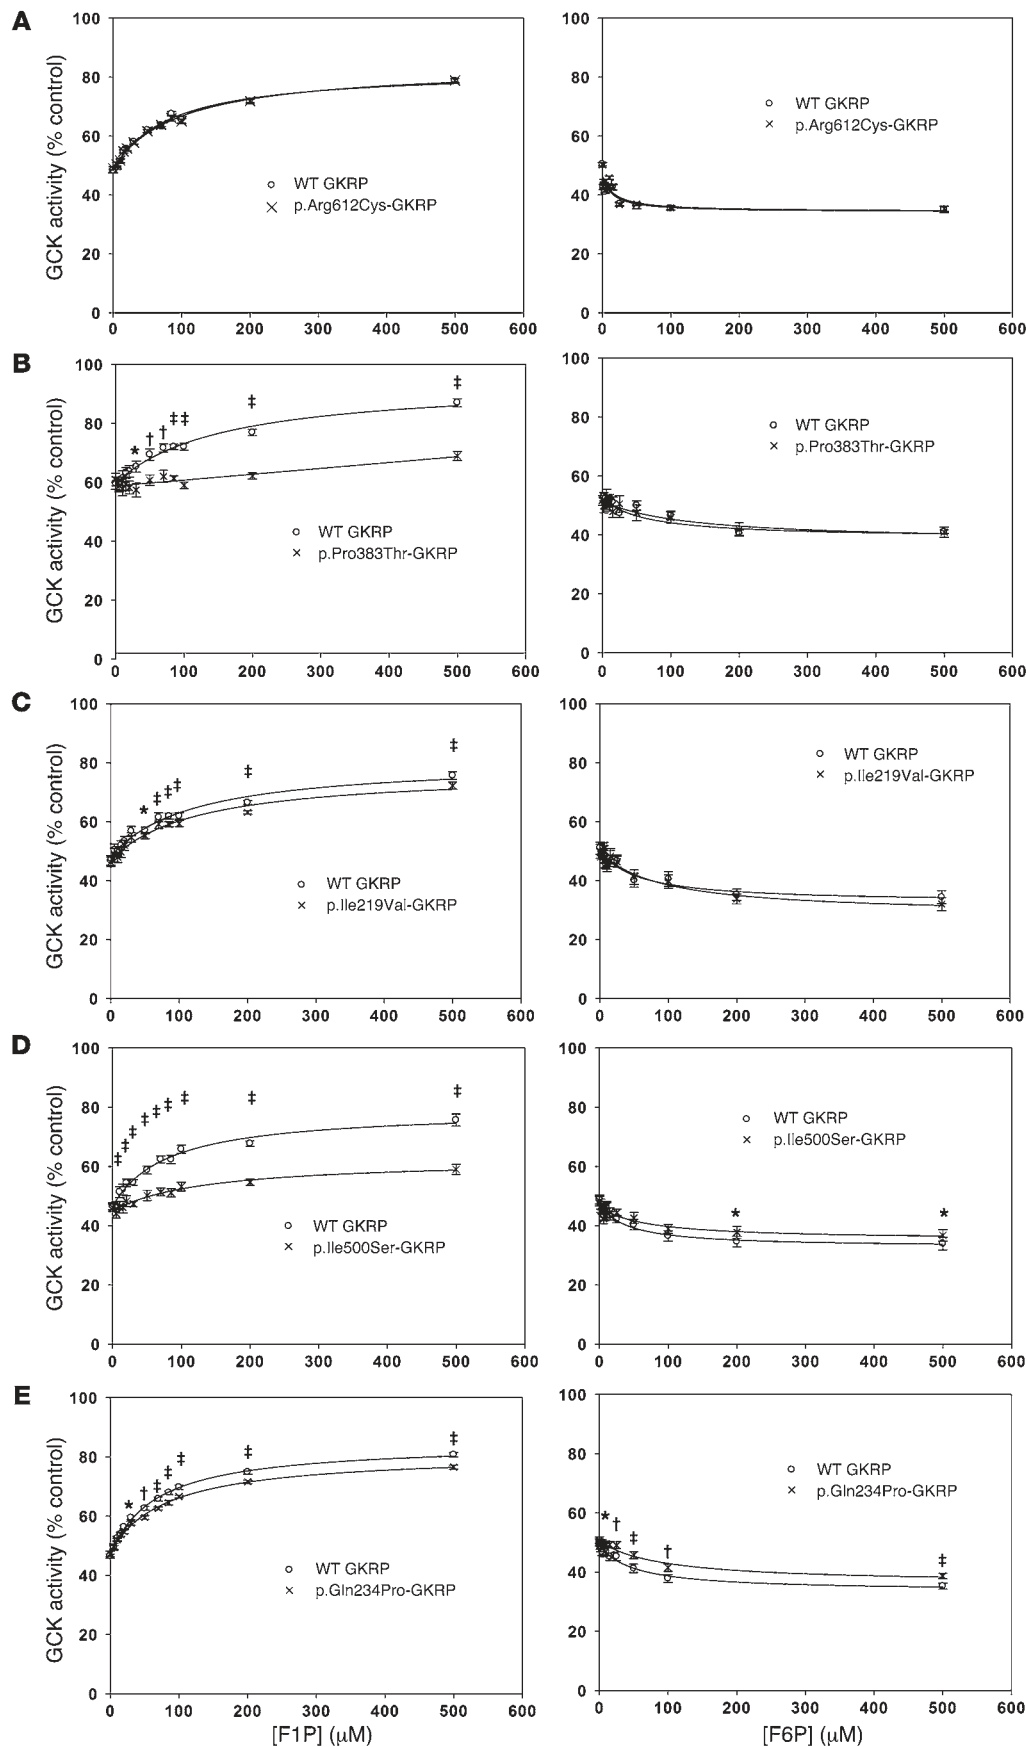 A
GCK activity (% control)
100
80
60
40
20
0
0 100 200 300 400 500 600
WT GKRP
p.Arg612Cys-GKRP
100
80
60
40
20
0
0 100 200 300 400 500 600
WT GKRP
p.Arg612Cys-GKRP
B
GCK activity (% control)
100
80
60
40
20
0
0 100 200 300 400 500 600
* † † ‡ ‡ ‡ ‡
WT GKRP
p.Pro383Thr-GKRP
100
80
60
40
20
0
0 100 200 300 400 500 600
WT GKRP
p.Pro383Thr-GKRP
C
GCK activity (% control)
100
80
60
40
20
0
0 100 200 300 400 500 600
* ‡ ‡ ‡ ‡ ‡
WT GKRP
p.Ile219Val-GKRP
100
80
60
40
20
0
0 100 200 300 400 500 600
WT GKRP
p.Ile219Val-GKRP
D
GCK activity (% control)
100
80
60
40
20
0
0 100 200 300 400 500 600
‡ ‡ ‡ ‡ ‡ ‡ ‡ ‡ ‡
WT GKRP
p.Ile500Ser-GKRP
100
80
60
40
20
0
0 100 200 300 400 500 600
* *
WT GKRP
p.Ile500Ser-GKRP
E
GCK activity (% control)
100
80
60
40
20
0
0 100 200 300 400 500 600
* † ‡ ‡ ‡ ‡ ‡
WT GKRP
p.Gln234Pro-GKRP
[F1P] (µM)
100
80
60
40
20
0
0 100 200 300 400 500 600
* † ‡ † ‡
WT GKRP
p.Gln234Pro-GKRP
[F6P] (µM)